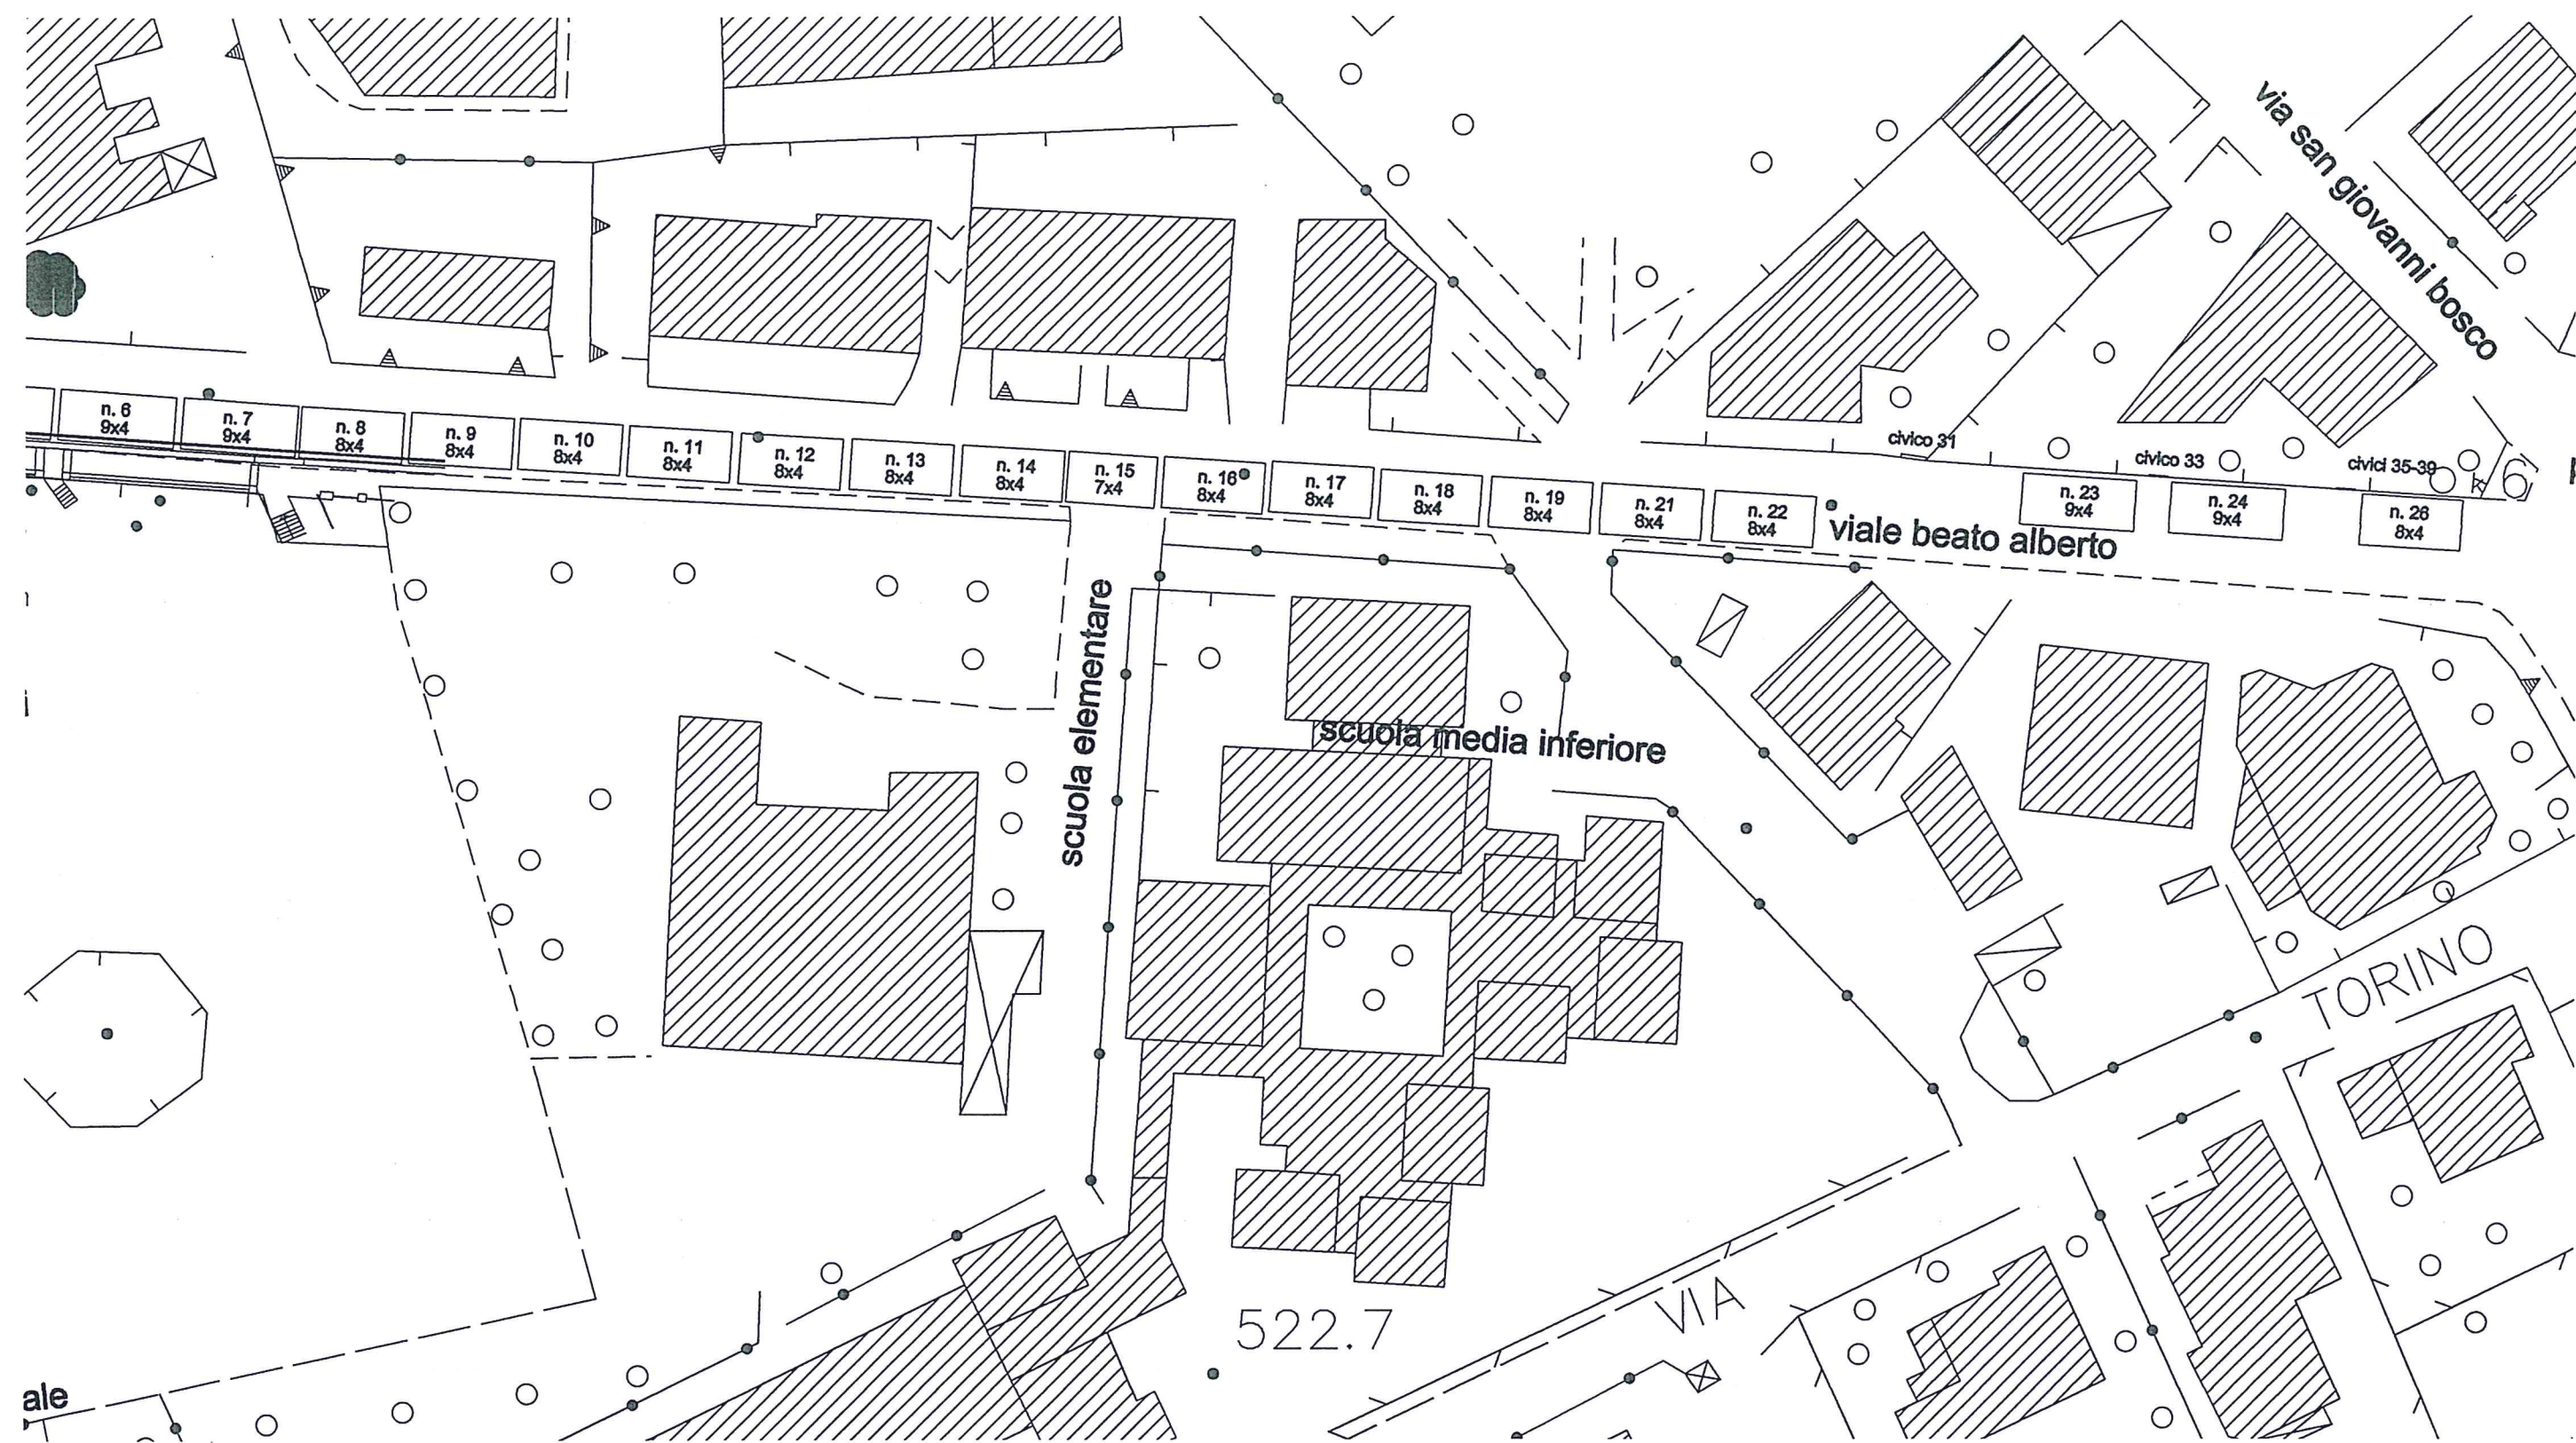 via san giovanni bosco
n. 6
9x4
n. 7
9x4
n. 8
8x4
n. 9
8x4
n. 10
8x4
n. 11
8x4
n. 12
8x4
n. 13
8x4
n. 14
8x4
n. 15
7x4
n. 16
8x4
n. 17
8x4
n. 18
8x4
n. 19
8x4
n. 21
8x4
n. 22
8x4
civico 31
civico 33
civici 35-39
n. 23
9x4
n. 24
9x4
n. 26
8x4
viale beato alberto
scuola elementare
scuola media inferiore
VIA TORINO
522.7
ale